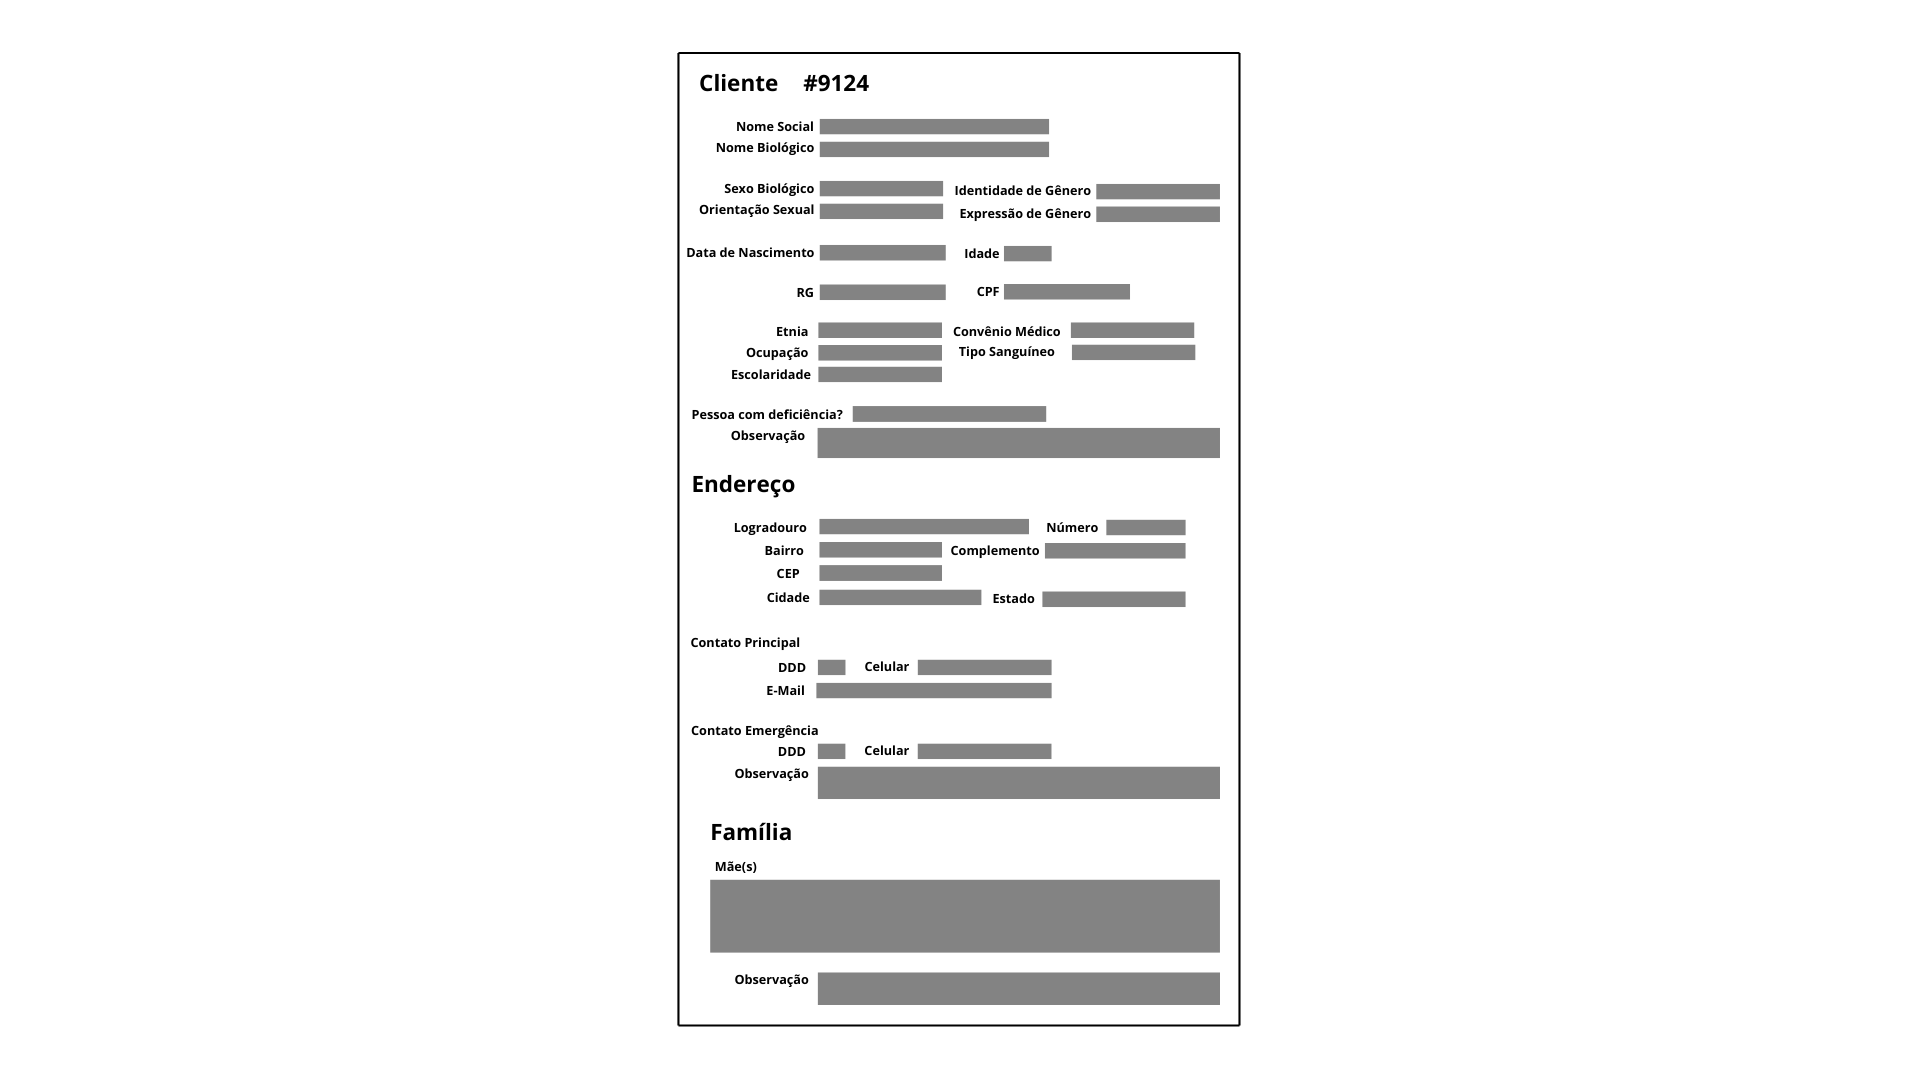 Cliente #9124
Nome Social
Nome Biológico
Sexo Biológico Identidade de Gênero
Orientação Sexual Expressão de Gênero
Data de Nascimento Idade
RG CPF
Etnia Convênio Médico
Ocupação Tipo Sanguíneo
Escolaridade
Pessoa com deficiência?
Observação
Endereço
Logradouro Número
Bairro Complemento
CEP
Cidade Estado
Contato Principal
DDD Celular
E-Mail
Contato Emergência
DDD Celular
Observação
Família
Mãe(s)
Observação